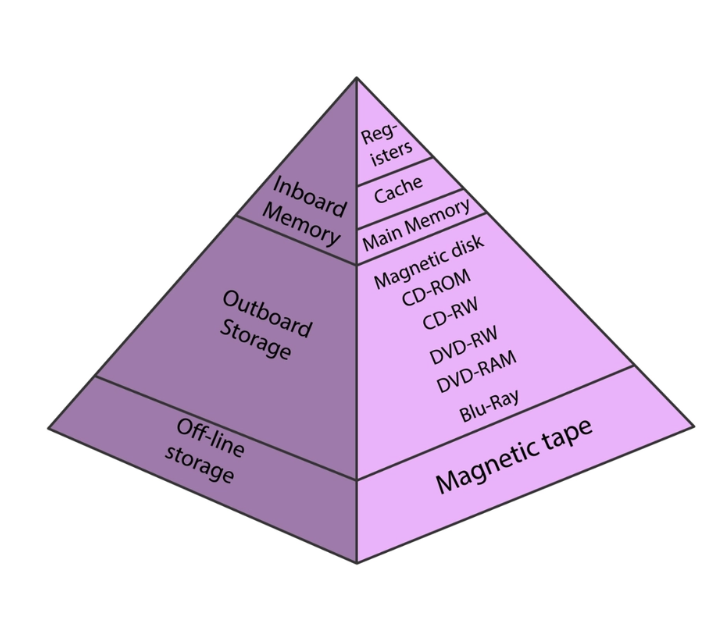 Inboard
Memory
Outboard
Storage
Off-line
storage
Reg-
isters
Cache
Main Memory
Magnetic disk
CD-ROM
CD-RW
DVD-RW
DVD-RAM
Blu-Ray
Magnetic tape